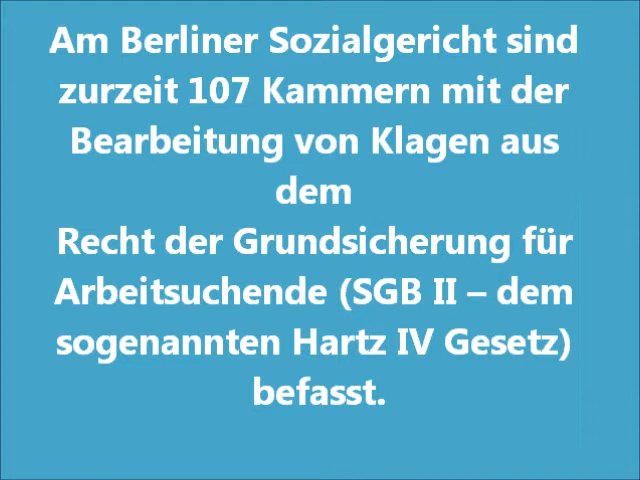 Am Berliner Sozialgericht sind
zurzeit 107 Kammern mit der
Bearbeitung von Klagen aus
dem
Recht der Grundsicherung für
Arbeitsuchende (SGB II – dem
sogenannten Hartz IV Gesetz)
befasst.